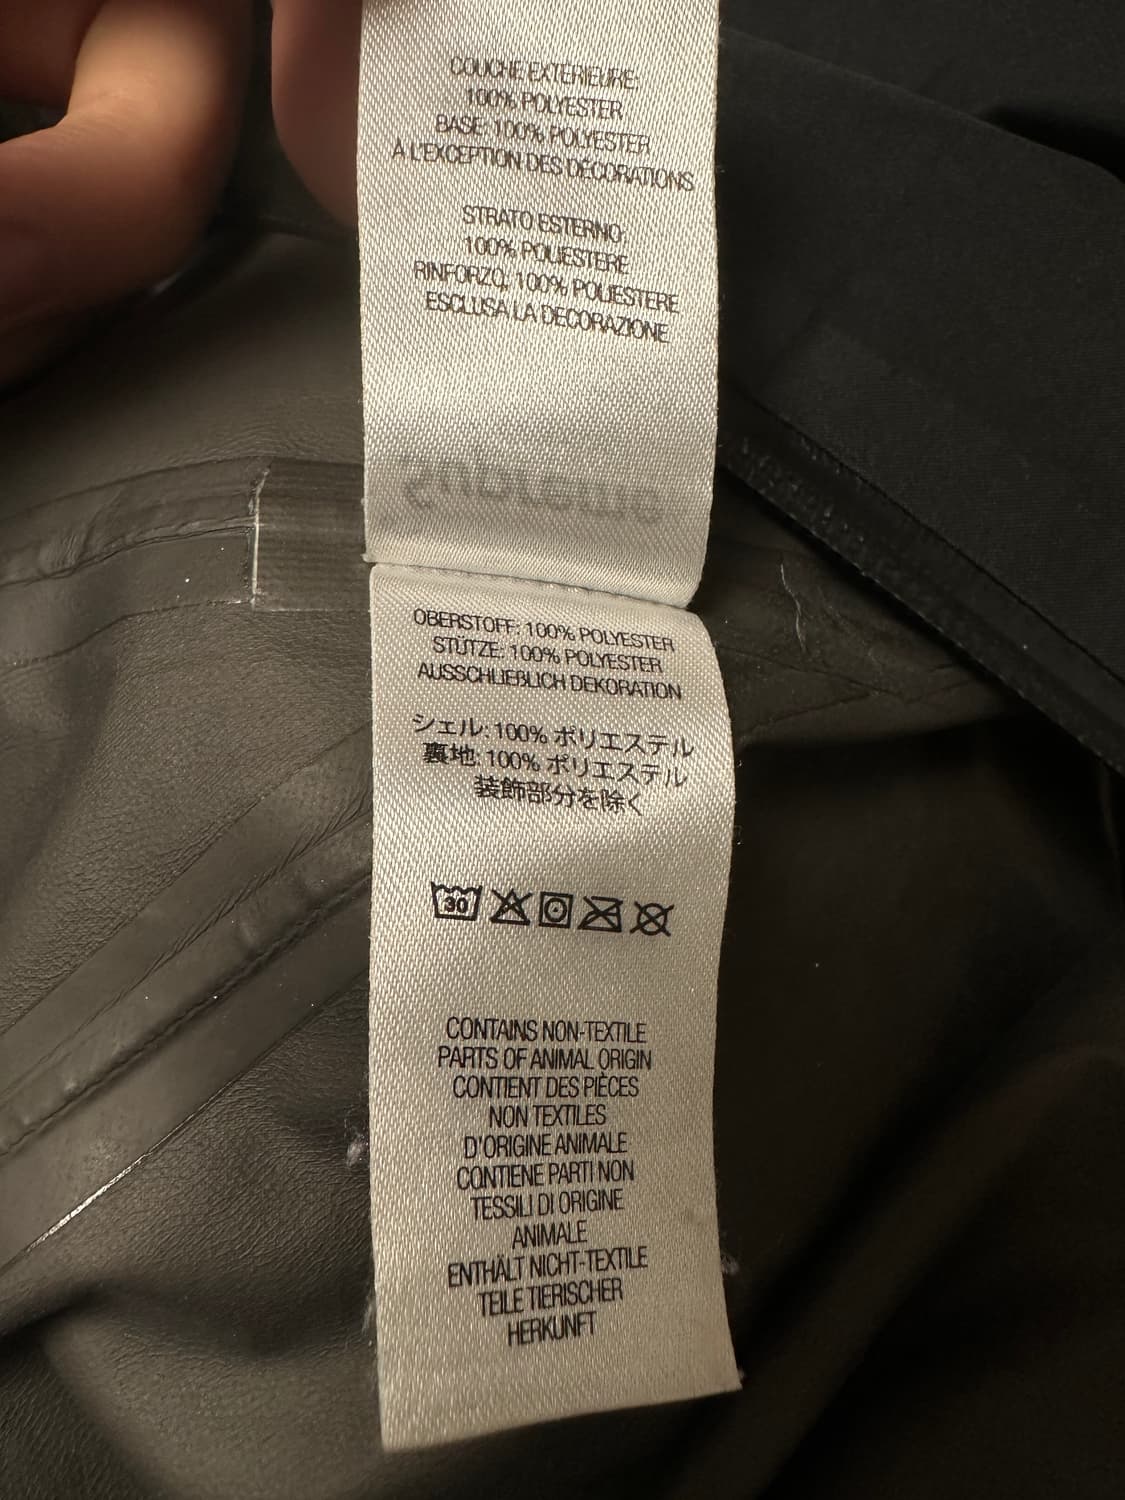 COUCHE EXTÉRIEURE:
100% POLYESTER
BASE: 100% POLYESTER
A L'EXCEPTION DES DÉCORATIONS
STRATO ESTERNO:
100% POLIESTERE
RINFORZO, 100% POLIESTERE
ESCLUSA LA DECORAZIONE
OBERSTOFF: 100% POLYESTER
STÜTZE: 100% POLYESTER
AUSSCHLIEßLICH DEKORATION
シェル: 100% ポリエステル
裏地: 100% ポリエステル
装飾部分を除く
30
CONTAINS NON-TEXTILE
PARTS OF ANIMAL ORIGIN
CONTIENT DES PIÈCES
NON TEXTILES
D'ORIGINE ANIMALE
CONTIENE PARTI NON
TESSILI DI ORIGINE
ANIMALE
ENTHÄLT NICHT-TEXTILE
TEILE TIERISCHER
HERKUNFT